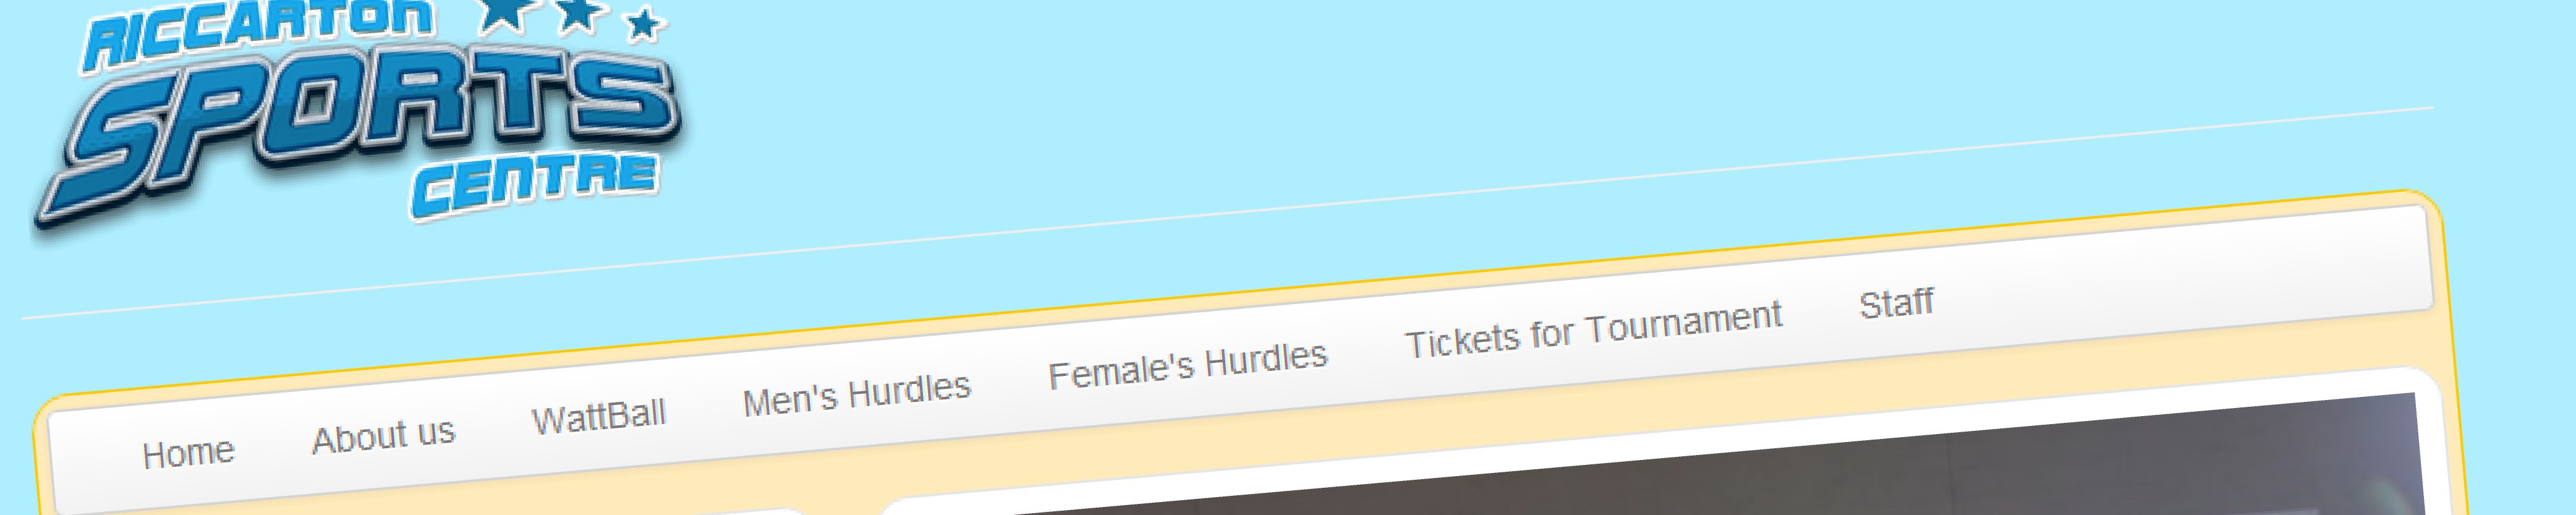 RICCARTON
SPORTS
CENTRE
Home About us WattBall Men's Hurdles Female's Hurdles Tickets for Tournament Staff